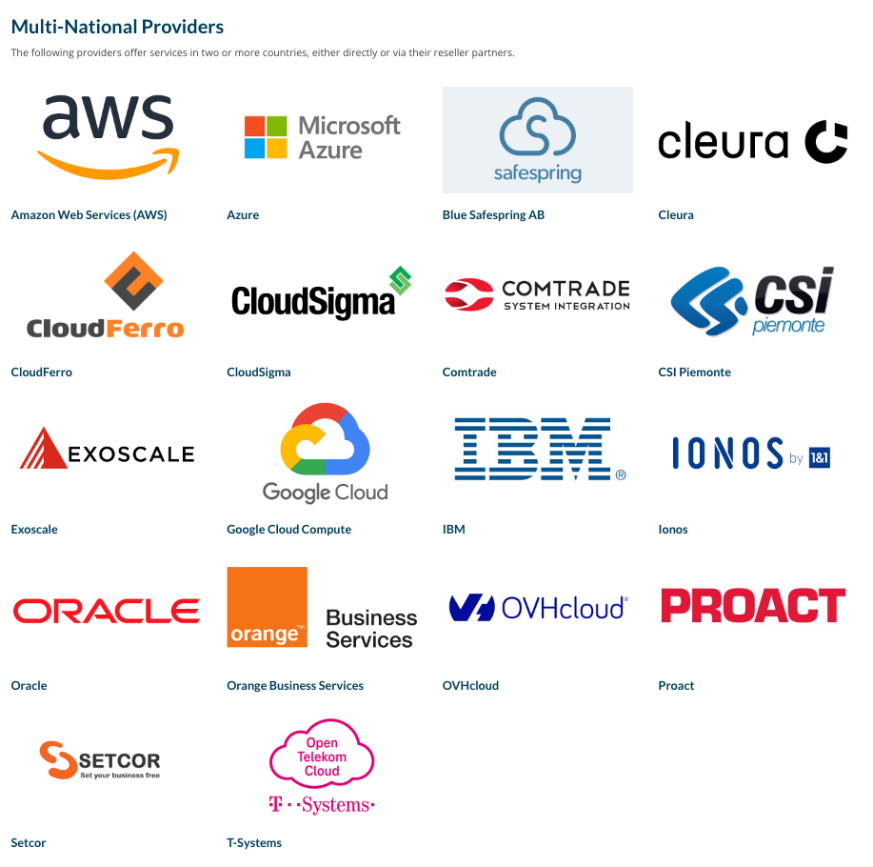 Multi-National Providers
The following providers offer services in two or more countries, either directly or via their reseller partners.
aws
Microsoft
Azure
safespring
cleura
Amazon Web Services (AWS)
Azure
Blue Safespring AB
Cleura
CloudFerro
CloudSigma
COMTRADE
SYSTEM INTEGRATION
csi
piemonte
CloudFerro
CloudSigma
Comtrade
CSI Piemonte
EXOSCALE
Google Cloud
IBM®
IONOS by 1&1
Exoscale
Google Cloud Compute
IBM
Ionos
ORACLE
orange™
Business
Services
OVHcloud®
PROACT
Oracle
Orange Business Services
OVHcloud
Proact
SETCOR
Set your business free
Open
Telekom
Cloud
T··Systems·
Setcor
T-Systems